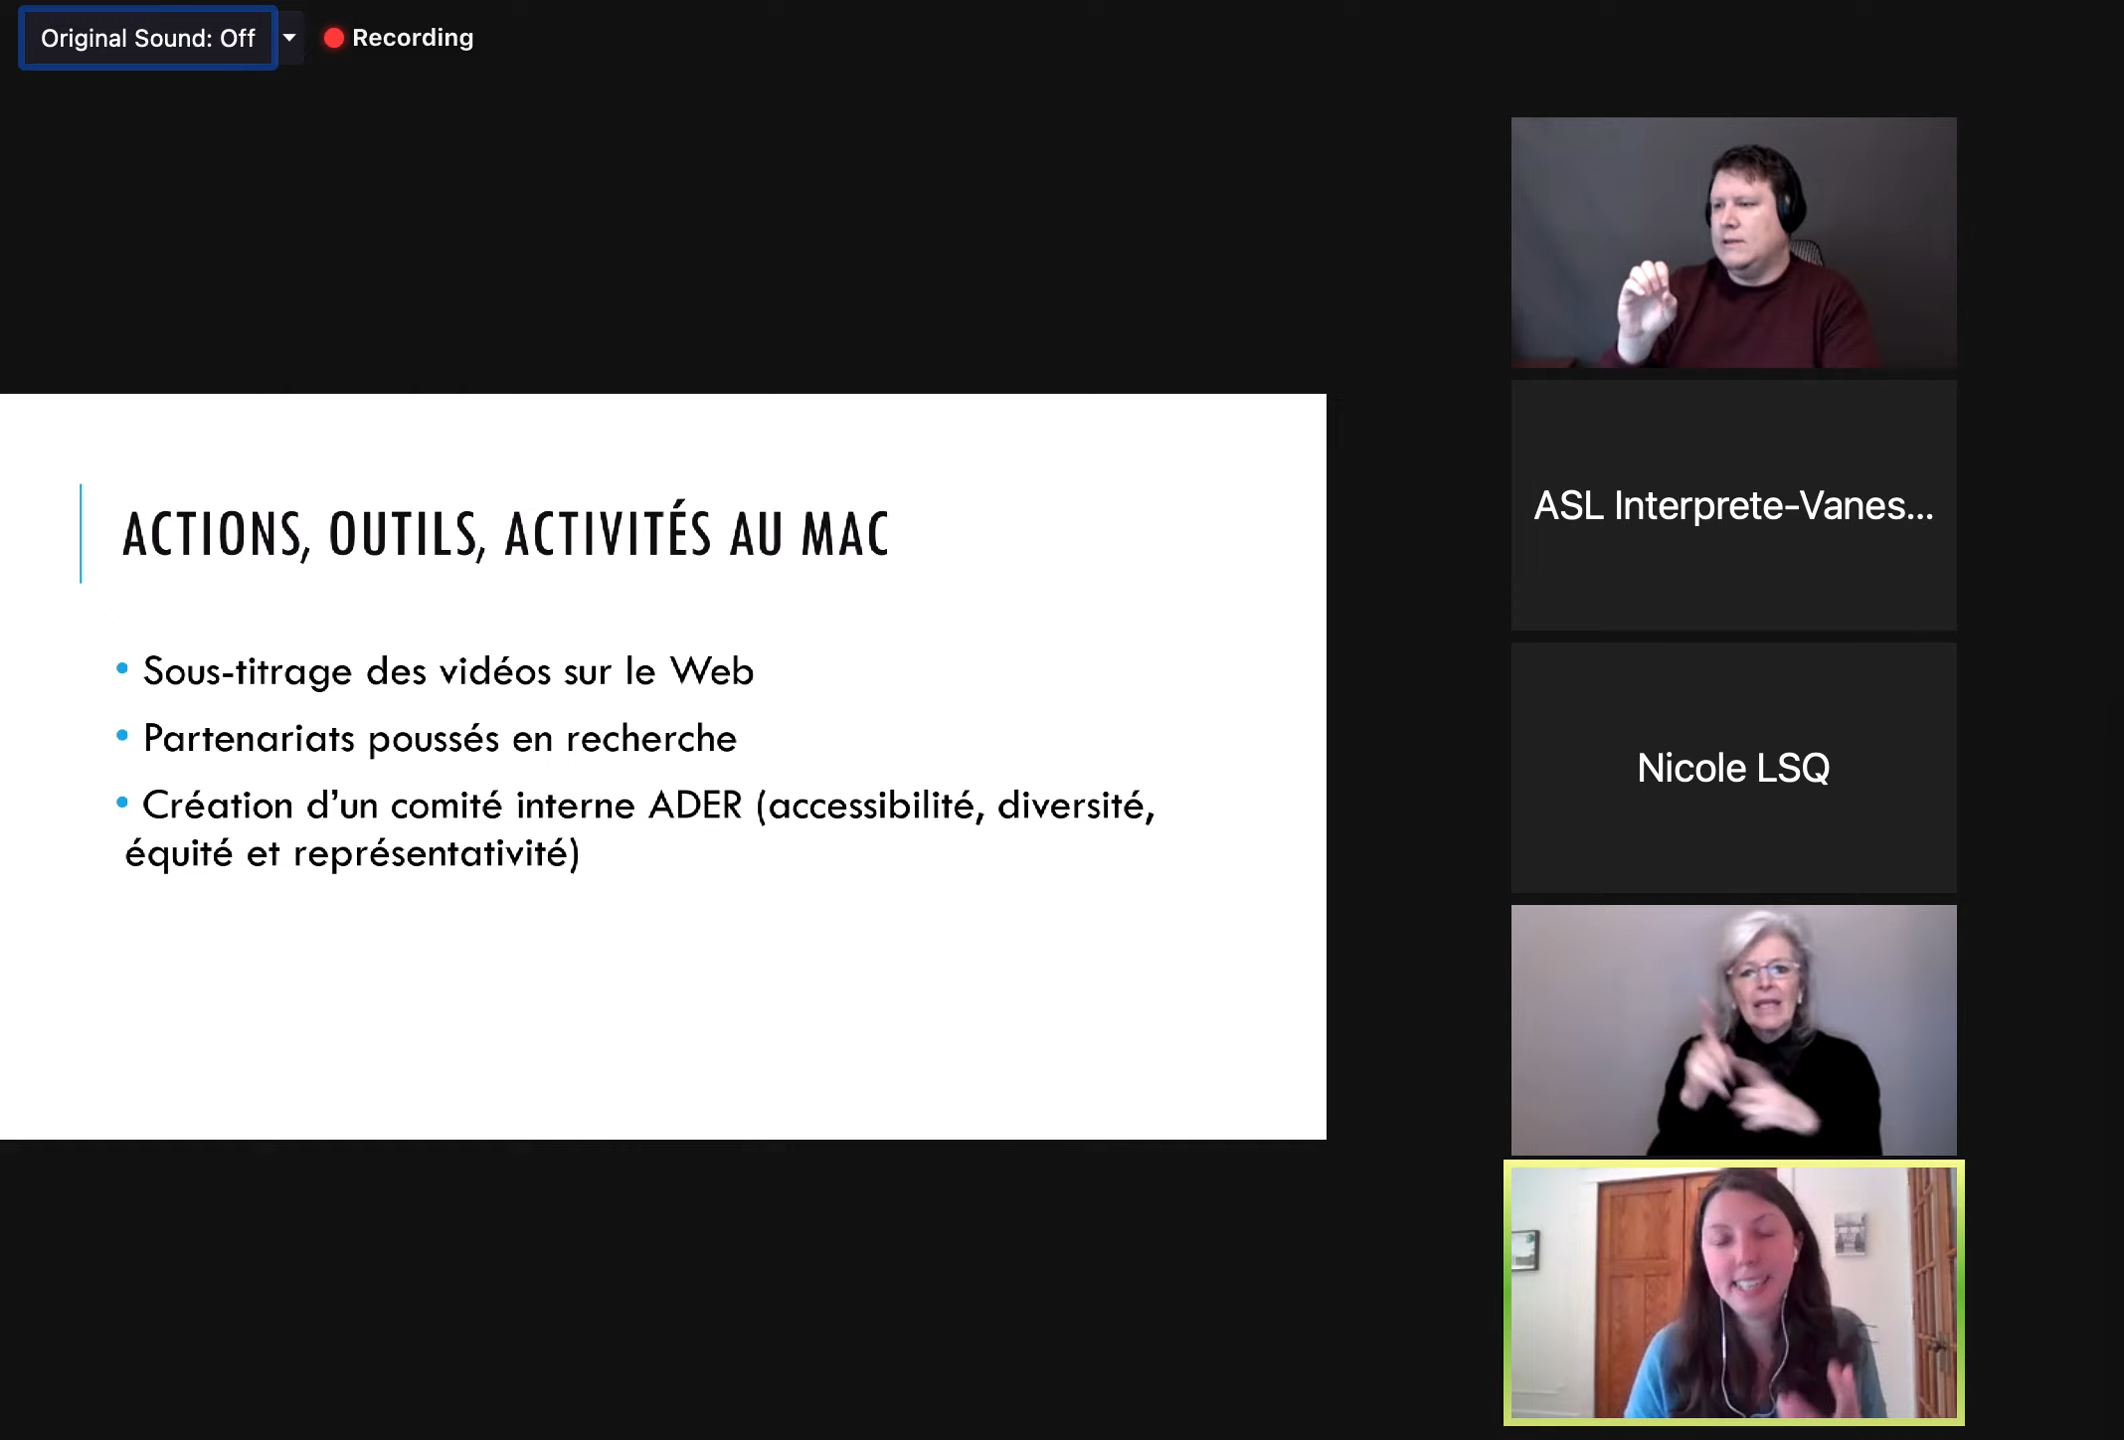 Original Sound: Off
Recording
ACTIONS, OUTILS, ACTIVITÉS AU MAC
• Sous-titrage des vidéos sur le Web
• Partenariats poussés en recherche
• Création d’un comité interne ADER (accessibilité, diversité,
équité et représentativité)
ASL Interprete-Vanes...
Nicole LSQ